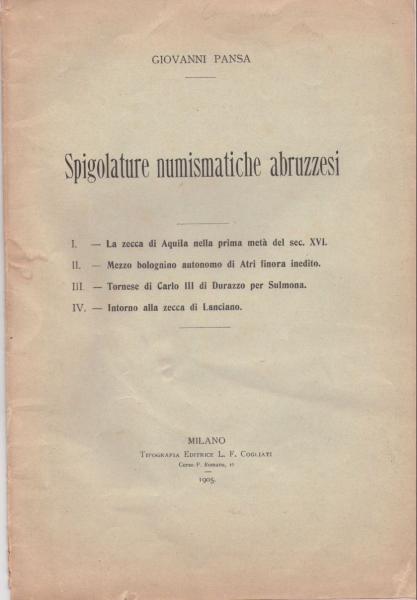 GIOVANNI PANSA
Spigolature numismatiche abruzzesi
I. — La zecca di Aquila nella prima metà del sec. XVI.
II. — Mezzo bolognino autonomo di Atri finora inedito.
III. — Tornese di Carlo III di Durazzo per Sulmona.
IV. — Intorno alla zecca di Lanciano.
MILANO
TIPOGRAFIA EDITRICE L. F. COGLIATI
Corso P. Romana,
1905.